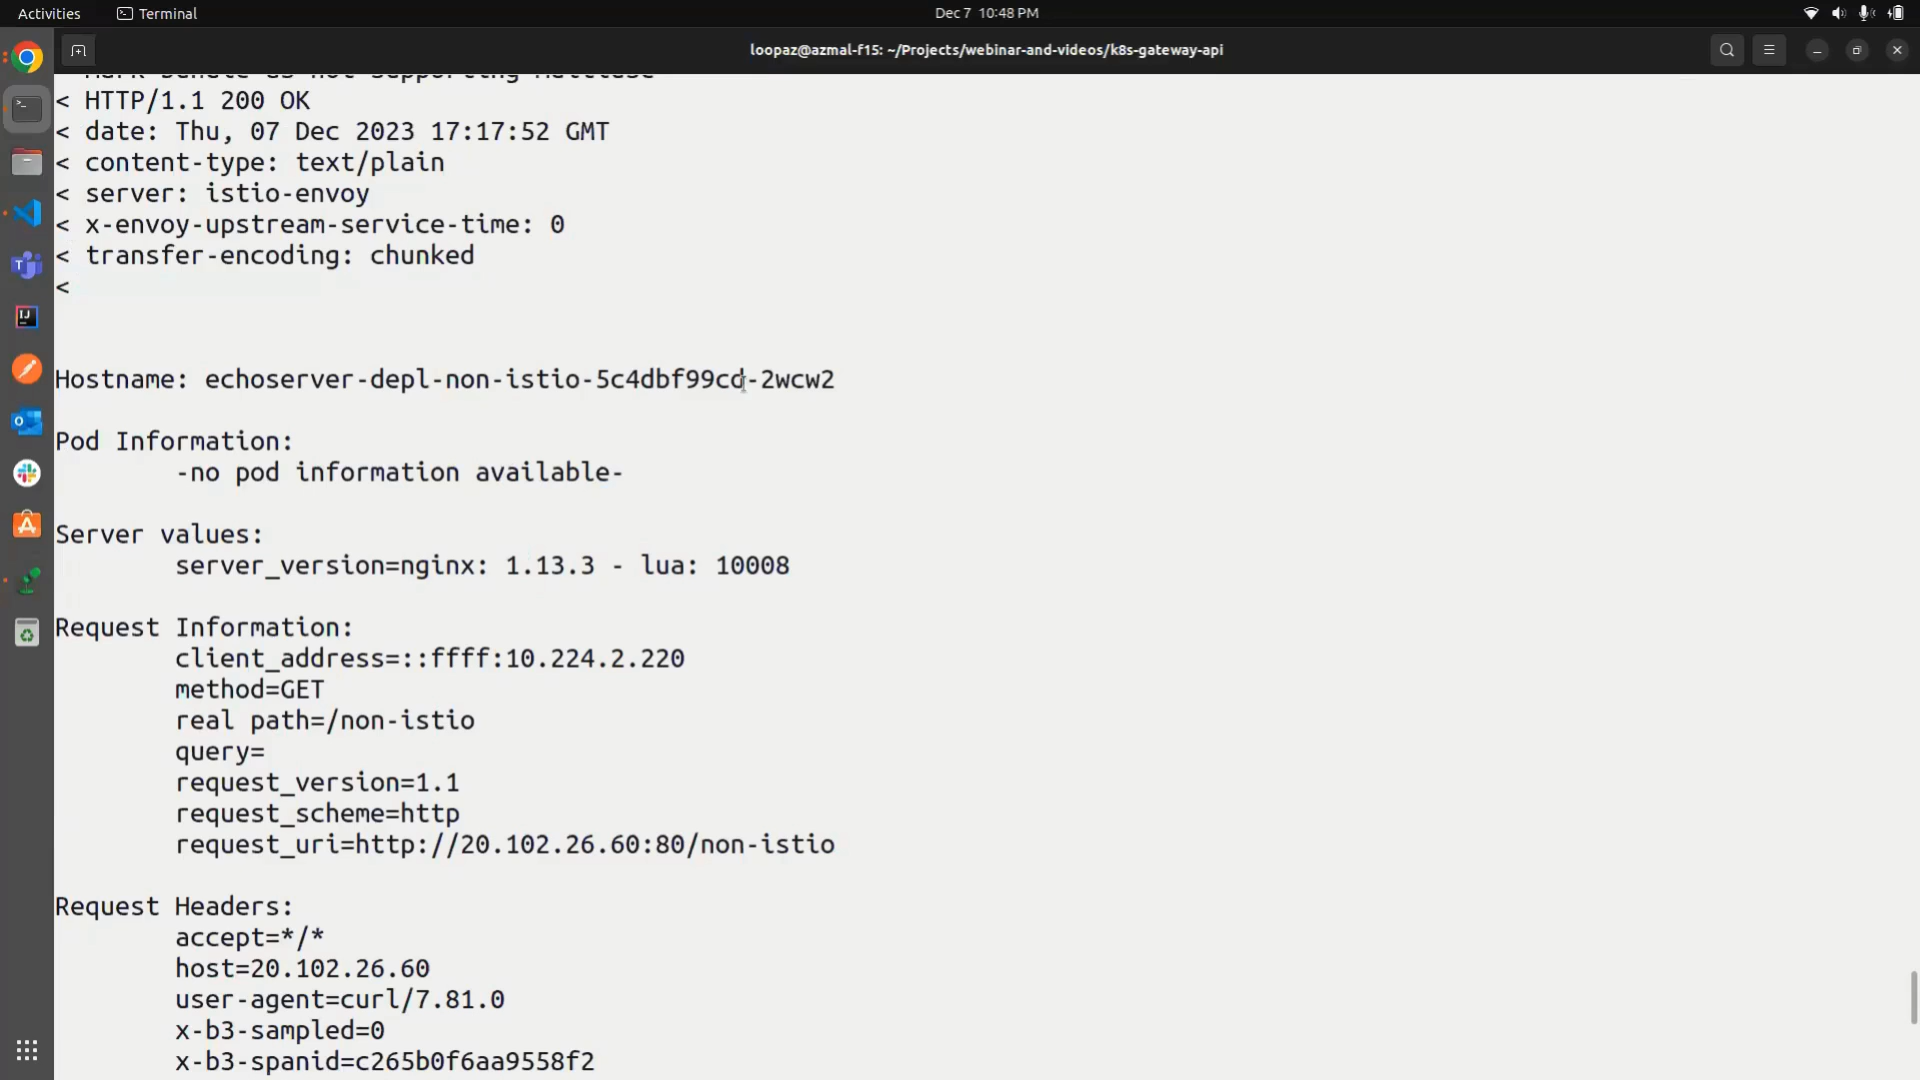 Activities
Terminal
Dec 7 10:48 PM
loopaz@azmal-f15: ~/Projects/webinar-and-videos/k8s-gateway-api
< HTTP/1.1 200 OK
< date: Thu, 07 Dec 2023 17:17:52 GMT
< content-type: text/plain
< server: istio-envoy
< x-envoy-upstream-service-time: 0
< transfer-encoding: chunked
<
Hostname: echoserver-depl-non-istio-5c4dbf99cd-2wcw2
Pod Information:
-no pod information available-
Server values:
server_version=nginx: 1.13.3 - lua: 10008
Request Information:
client_address=::ffff:10.224.2.220
method=GET
real path=/non-istio
query=
request_version=1.1
request_scheme=http
request_uri=http://20.102.26.60:80/non-istio
Request Headers:
accept=*/*
host=20.102.26.60
user-agent=curl/7.81.0
x-b3-sampled=0
x-b3-spanid=c265b0f6aa9558f2